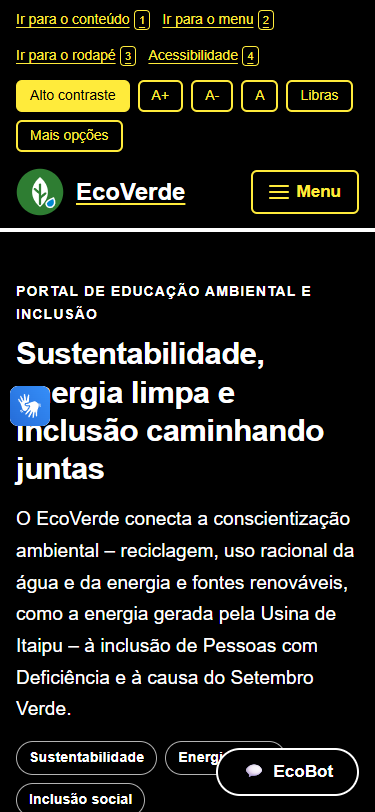 Ir para o conteúdo 1 Ir para o menu 2
Ir para o rodapé 3 Acessibilidade 4
Alto contraste A+ A- A Libras
Mais opções
EcoVerde Menu
PORTAL DE EDUCAÇÃO AMBIENTAL E
INCLUSÃO
Sustentabilidade,
energia limpa e
inclusão caminhando
juntas
O EcoVerde conecta a conscientização
ambiental – reciclagem, uso racional da
água e da energia e fontes renováveis,
como a energia gerada pela Usina de
Itaipu – à inclusão de Pessoas com
Deficiência e à causa do Setembro
Verde.
Sustentabilidade
EcoBot
Inclusão social